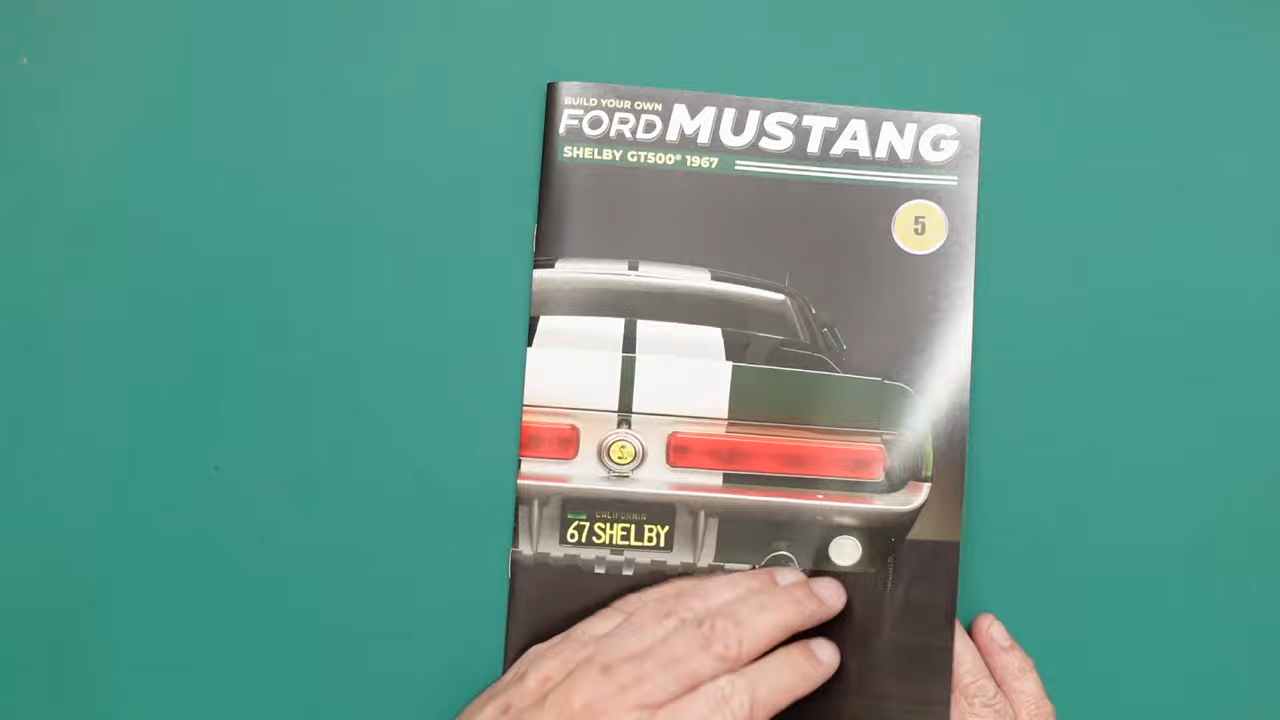 BUILD YOUR OWN
FORD MUSTANG
SHELBY GT500® 1967
5
CALIFORNIA
67 SHELBY